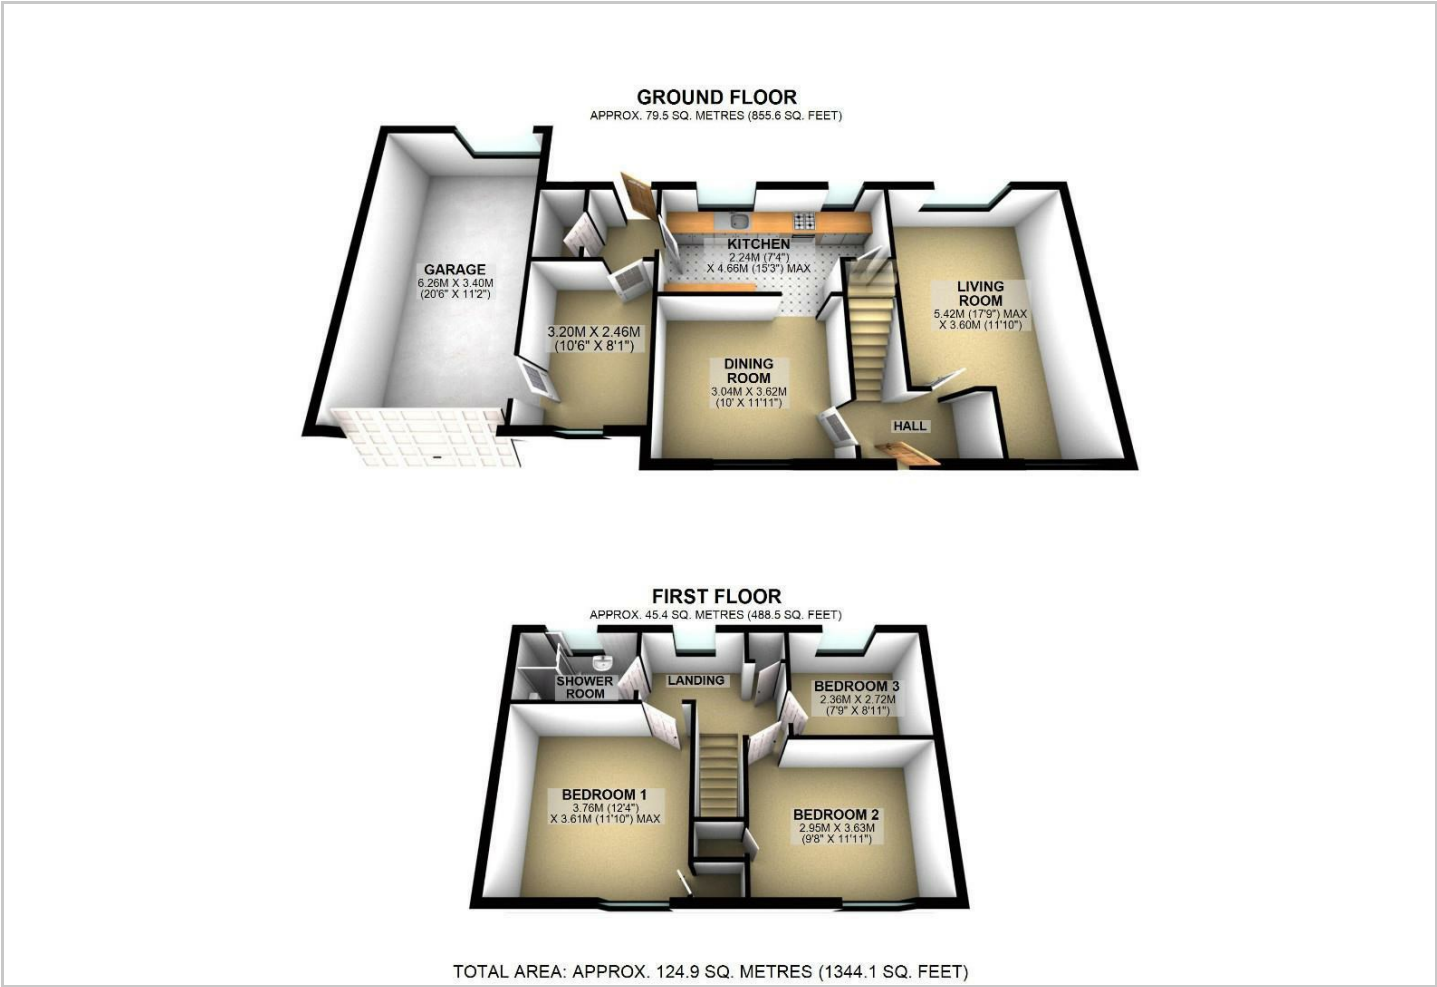 GROUND FLOOR
APPROX. 79.5 SQ. METRES (855.6 SQ. FEET)
GARAGE
6.26M X 3.40M
(20'6" X 11'2")
3.20M X 2.46M
(10'6" X 8'1")
KITCHEN
2.24M (7'4")
X 4.66M (15'3") MAX
DINING
ROOM
3.04M X 3.62M
(10' X 11'11")
HALL
LIVING
ROOM
5.42M (17'9") MAX
X 3.60M (11'10")
FIRST FLOOR
APPROX. 45.4 SQ. METRES (488.5 SQ. FEET)
SHOWER
ROOM
LANDING
BEDROOM 3
2.36M X 2.72M
(7'9" X 8'11")
BEDROOM 1
3.76M (12'4")
X 3.61M (11'10") MAX
BEDROOM 2
2.95M X 3.63M
(9'8" X 11'11")
TOTAL AREA: APPROX. 124.9 SQ. METRES (1344.1 SQ. FEET)